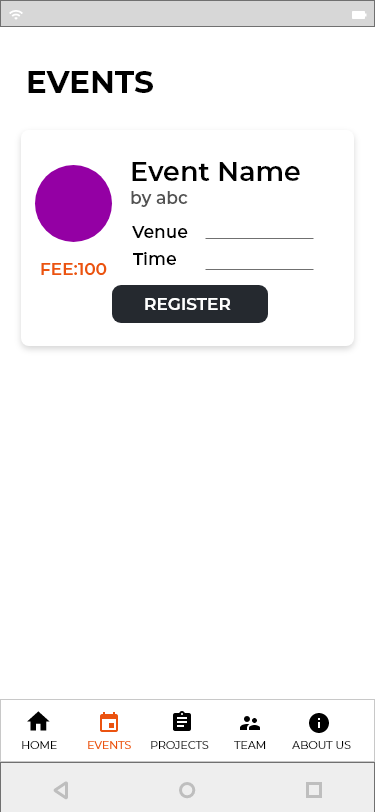 EVENTS
Event Name
by abc
Venue
Time
FEE:100
REGISTER
HOME EVENTS PROJECTS TEAM ABOUT US